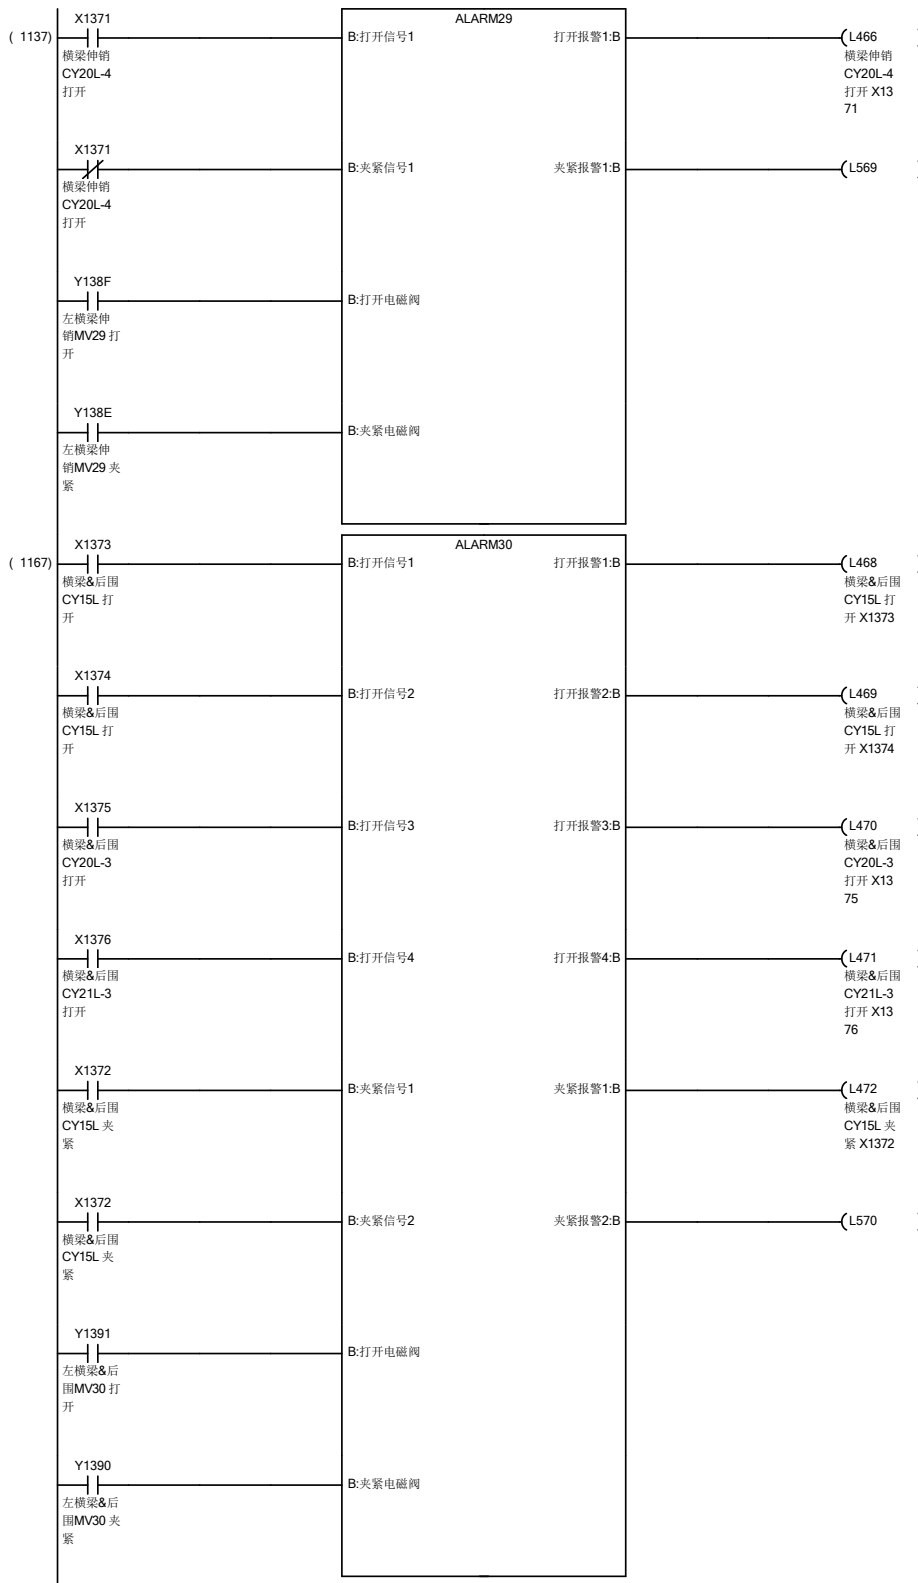 X1371
ALARM29
( 1137)
B:打开信号1
打开报警1:B
L466
横梁伸销
CY20L-4
打开
横梁伸销
CY20L-4
打开 X13
71
X1371
B:夹紧信号1
夹紧报警1:B
L569
横梁伸销
CY20L-4
打开
Y138F
B:打开电磁阀
左横梁伸
销MV29 打
开
Y138E
B:夹紧电磁阀
左横梁伸
销MV29 夹
紧
X1373
ALARM30
( 1167)
B:打开信号1
打开报警1:B
L468
横梁&后围
CY15L 打
开
横梁&后围
CY15L 打
开 X1373
X1374
B:打开信号2
打开报警2:B
L469
横梁&后围
CY15L 打
开
横梁&后围
CY15L 打
开 X1374
X1375
B:打开信号3
打开报警3:B
L470
横梁&后围
CY20L-3
打开
横梁&后围
CY20L-3
打开 X13
75
X1376
B:打开信号4
打开报警4:B
L471
横梁&后围
CY21L-3
打开
横梁&后围
CY21L-3
打开 X13
76
X1372
B:夹紧信号1
夹紧报警1:B
L472
横梁&后围
CY15L 夹
紧
横梁&后围
CY15L 夹
紧 X1372
X1372
B:夹紧信号2
夹紧报警2:B
L570
横梁&后围
CY15L 夹
紧
Y1391
B:打开电磁阀
左横梁&后
围MV30 打
开
Y1390
B:夹紧电磁阀
左横梁&后
围MV30 夹
紧